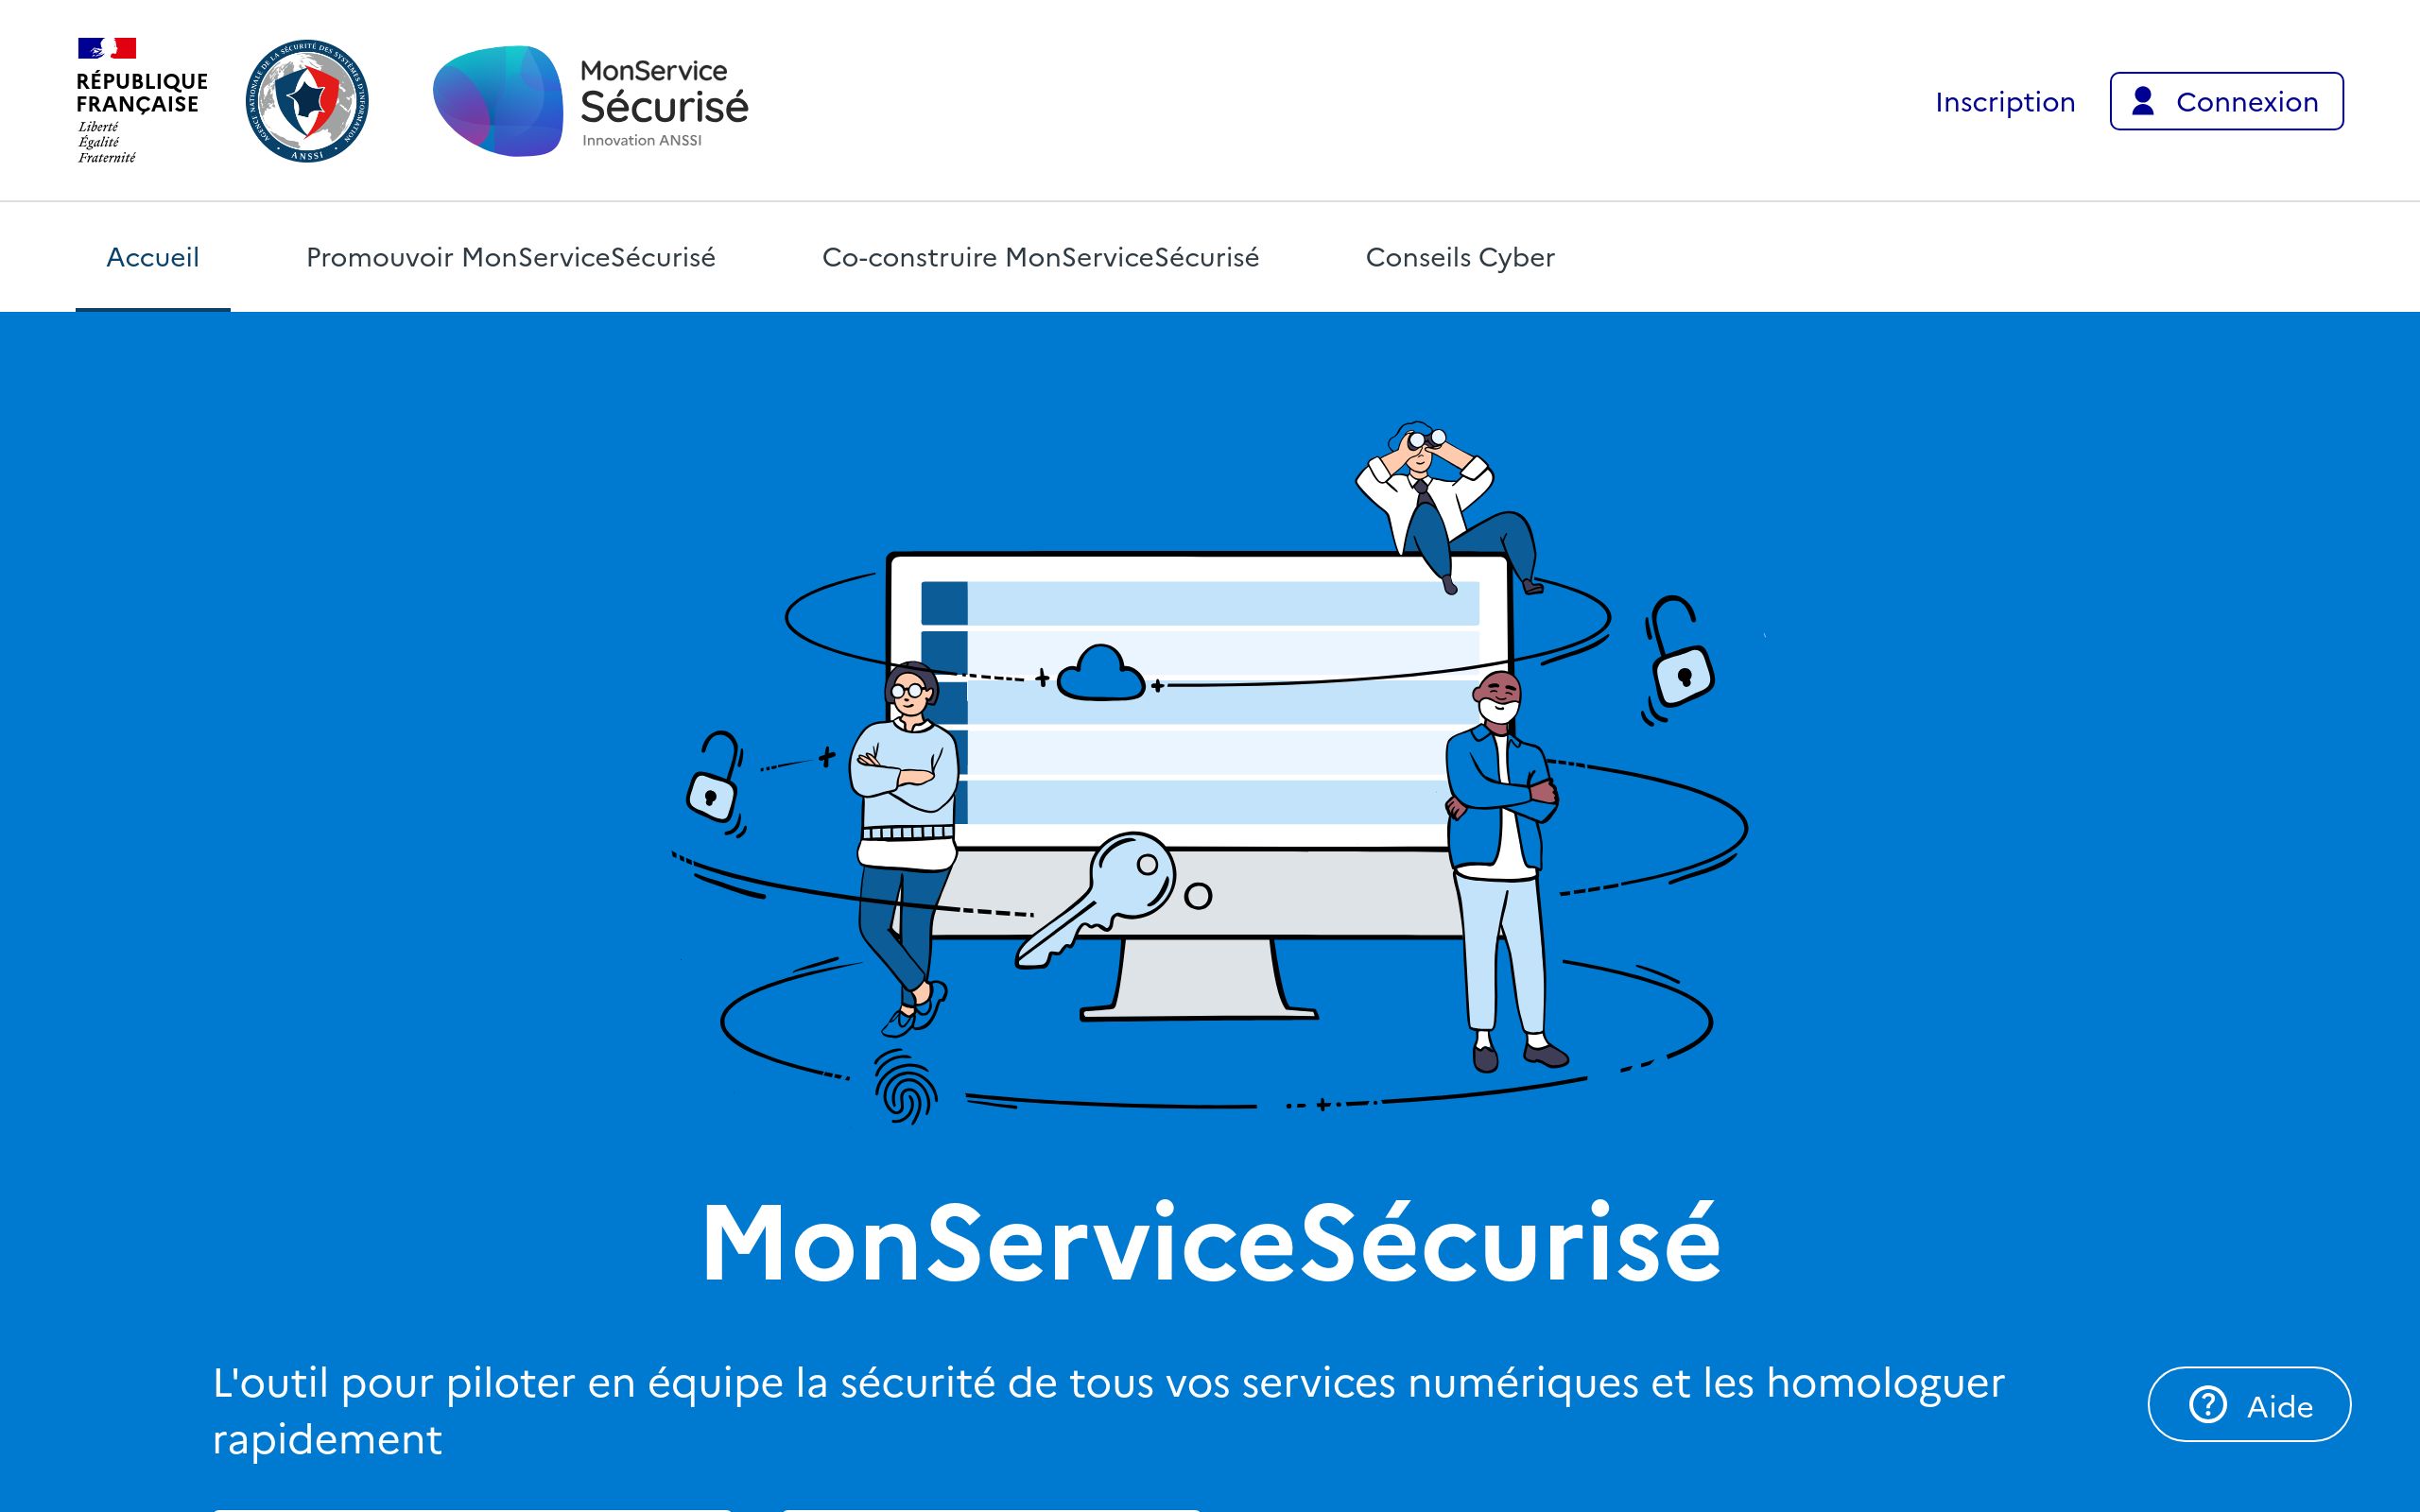 RÉPUBLIQUE
FRANÇAISE
Liberté
Égalité
Fraternité
AGENCE NATIONALE DE LA SÉCURITÉ DES SYSTÈMES D'INFORMATION
ANSSI
MonService
Sécurisé
Innovation ANSSI
Inscription
Connexion
Accueil
Promouvoir MonServiceSécurisé
Co-construire MonServiceSécurisé
Conseils Cyber
MonServiceSécurisé
L'outil pour piloter en équipe la sécurité de tous vos services numériques et les homologuer
rapidement
Aide